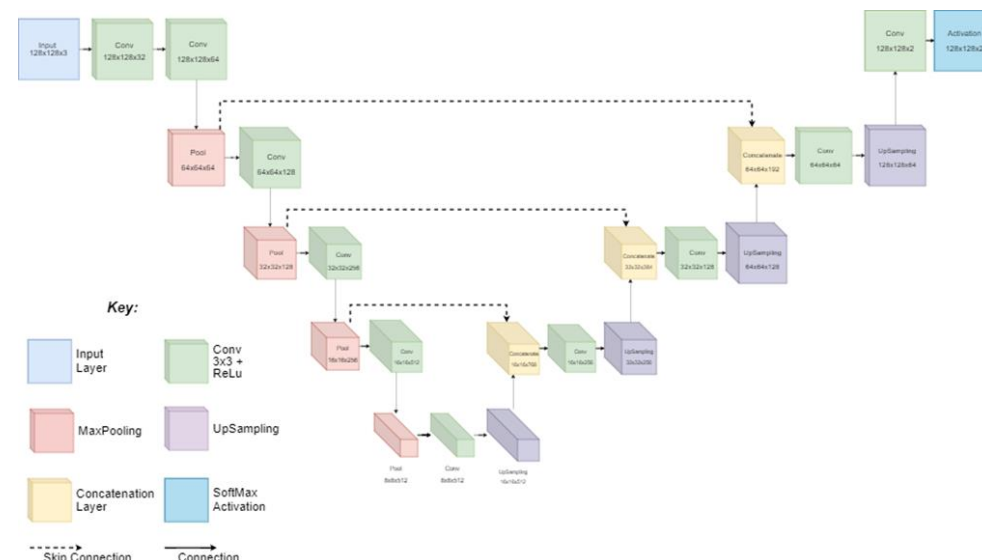 Input
128x128x3
Conv
128x128x32
Conv
128x128x64
Conv
128x128x2
Activation
128x128x2
Pool
64x64x64
Conv
64x64x128
Concatenate
64x64x192
Conv
64x64x64
UpSampling
128x128x64
Pool
32x32x128
Conv
32x32x256
Concatenate
32x32x384
Conv
32x32x128
UpSampling
64x64x128
Pool
16x16x256
Conv
16x16x512
Concatenate
16x16x768
Conv
16x16x256
UpSampling
32x32x256
Pool
8x8x512
Conv
8x8x512
UpSampling
16x16x512
Key:
Input
Layer
Conv
3x3 +
ReLu
MaxPooling
UpSampling
Concatenation
Layer
SoftMax
Activation
Skip Connection
Connection